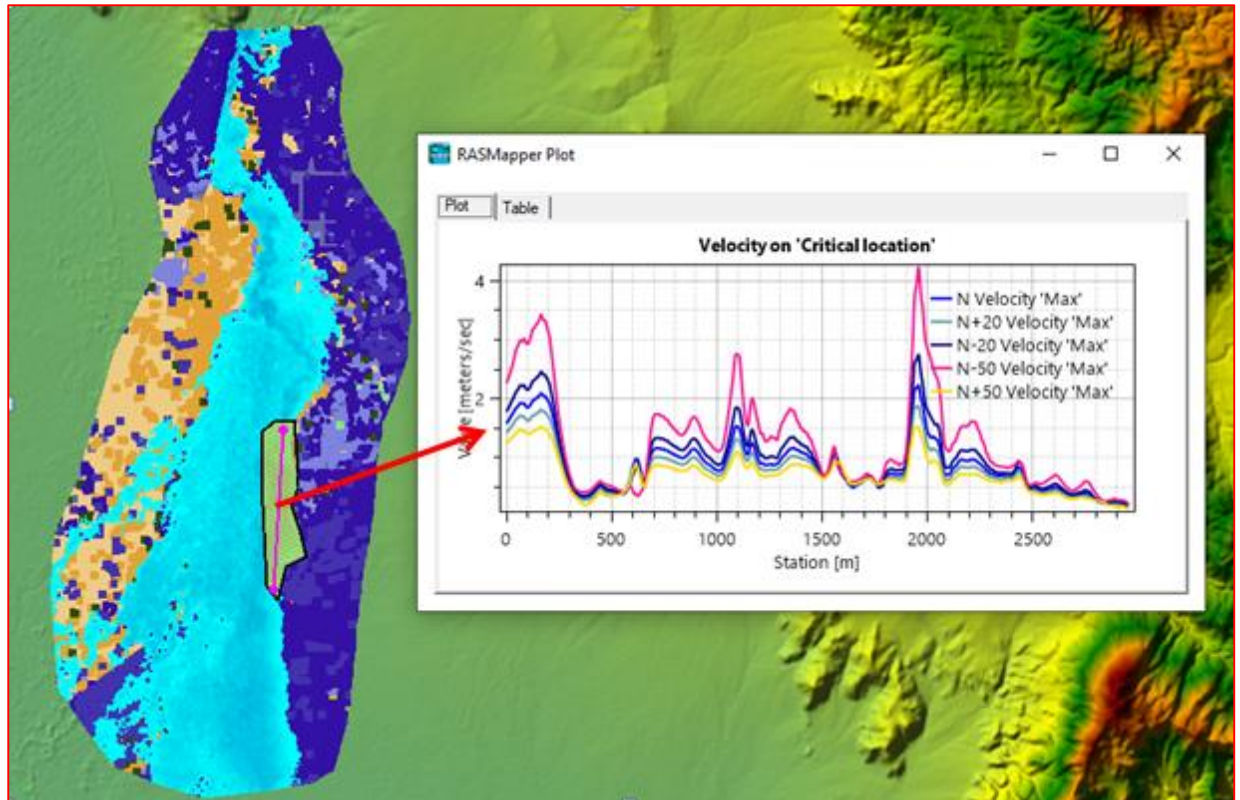 RASMapper Plot
Plot
Table
Velocity on 'Critical location'
[meters/sec]
4
2
N Velocity 'Max'
N+20 Velocity 'Max'
N-20 Velocity 'Max'
N-50 Velocity 'Max'
N+50 Velocity 'Max'
0 500 1000 1500 2000 2500
Station [m]